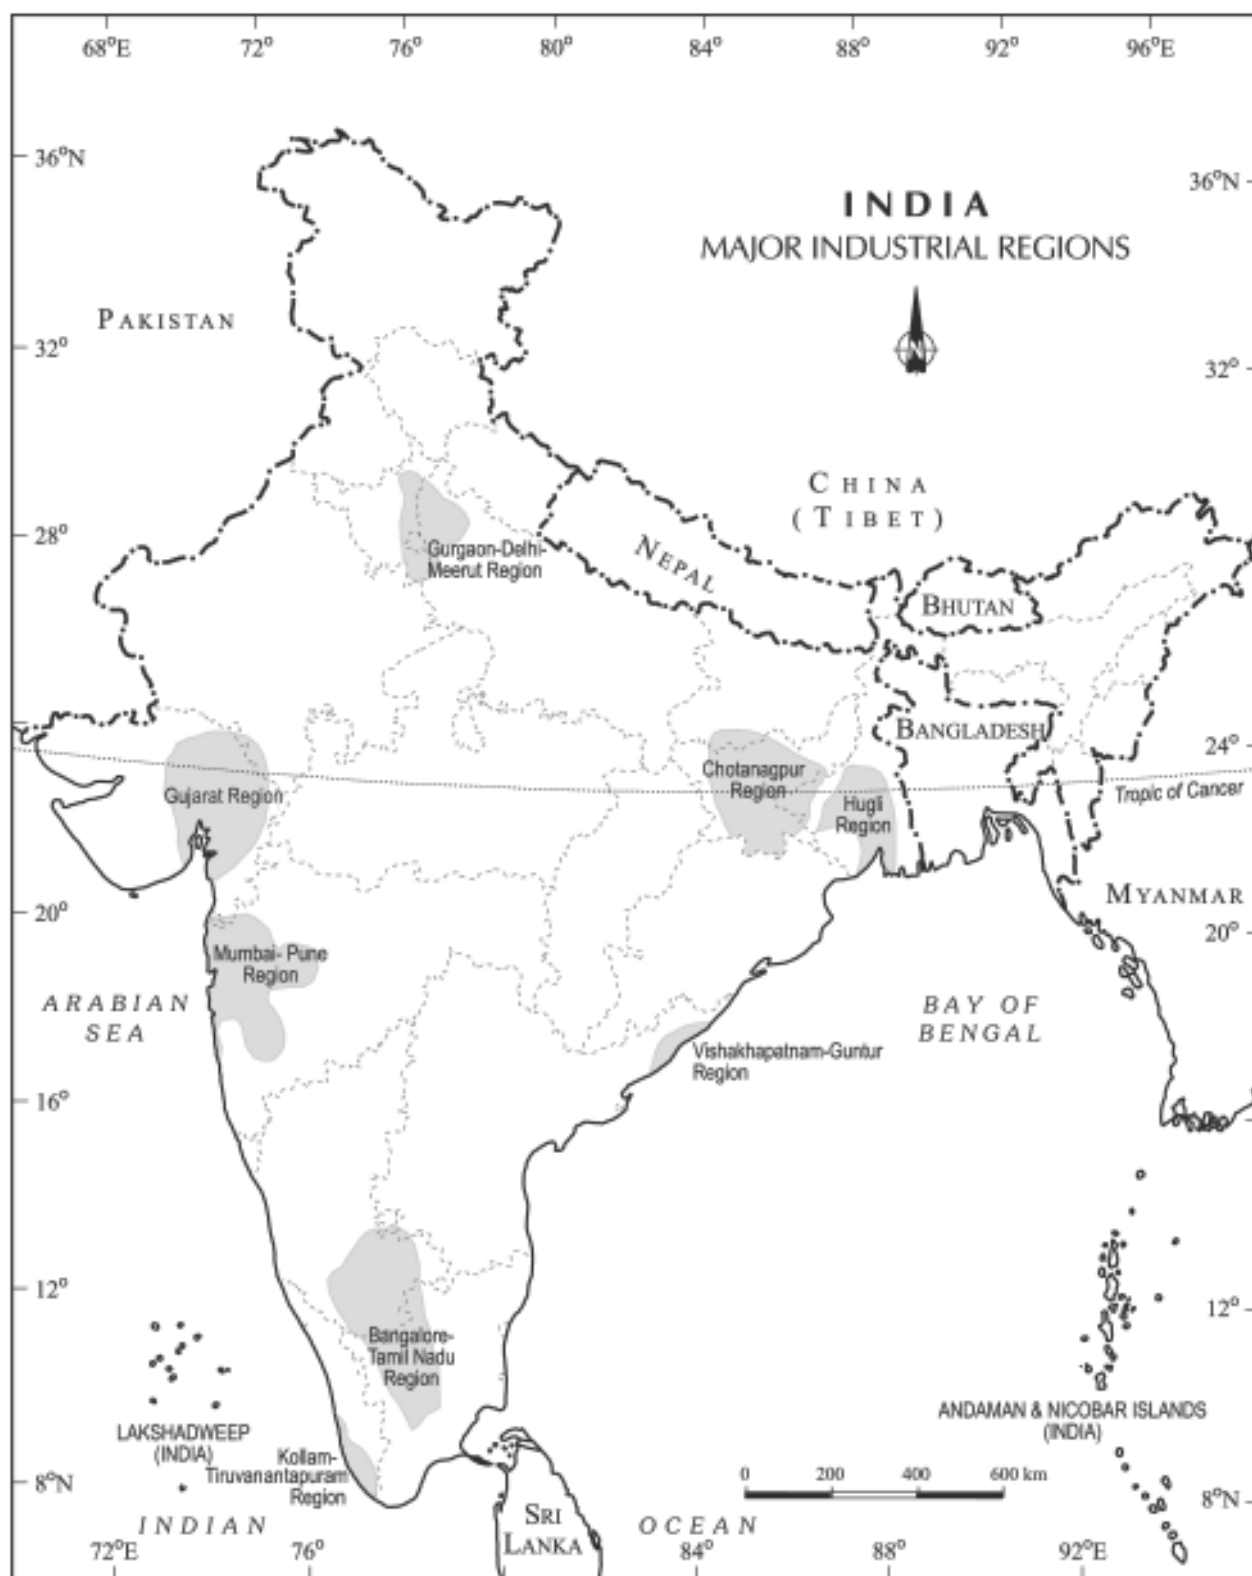 68°E 72° 76° 80° 84° 88° 92° 96°E
36°N
36°N
INDIA
MAJOR INDUSTRIAL REGIONS
PAKISTAN
N
32°
32°
CHINA
(TIBET)
28°
28°
Gurgaon-Delhi-
Meerut Region
NEPAL
BHUTAN
BANGLADESH
24°
Chotanagpur
Region
Tropic of Cancer
Gujarat Region
Hugli
Region
MYANMAR
20°
20°
Mumbai- Pune
Region
ARABIAN
SEA
BAY OF
BENGAL
Vishakhapatnam-Guntur
Region
16°
16°
12°
12°
Bangalore-
Tamil Nadu
Region
LAKSHADWEEP
(INDIA)
ANDAMAN & NICOBAR ISLANDS
(INDIA)
Kollam-
Tiruvanantapuram
Region
0 200 400 600 km
8°N
8°N
SRI
LANKA
INDIAN OCEAN
72°E 76° 84° 88° 92°E